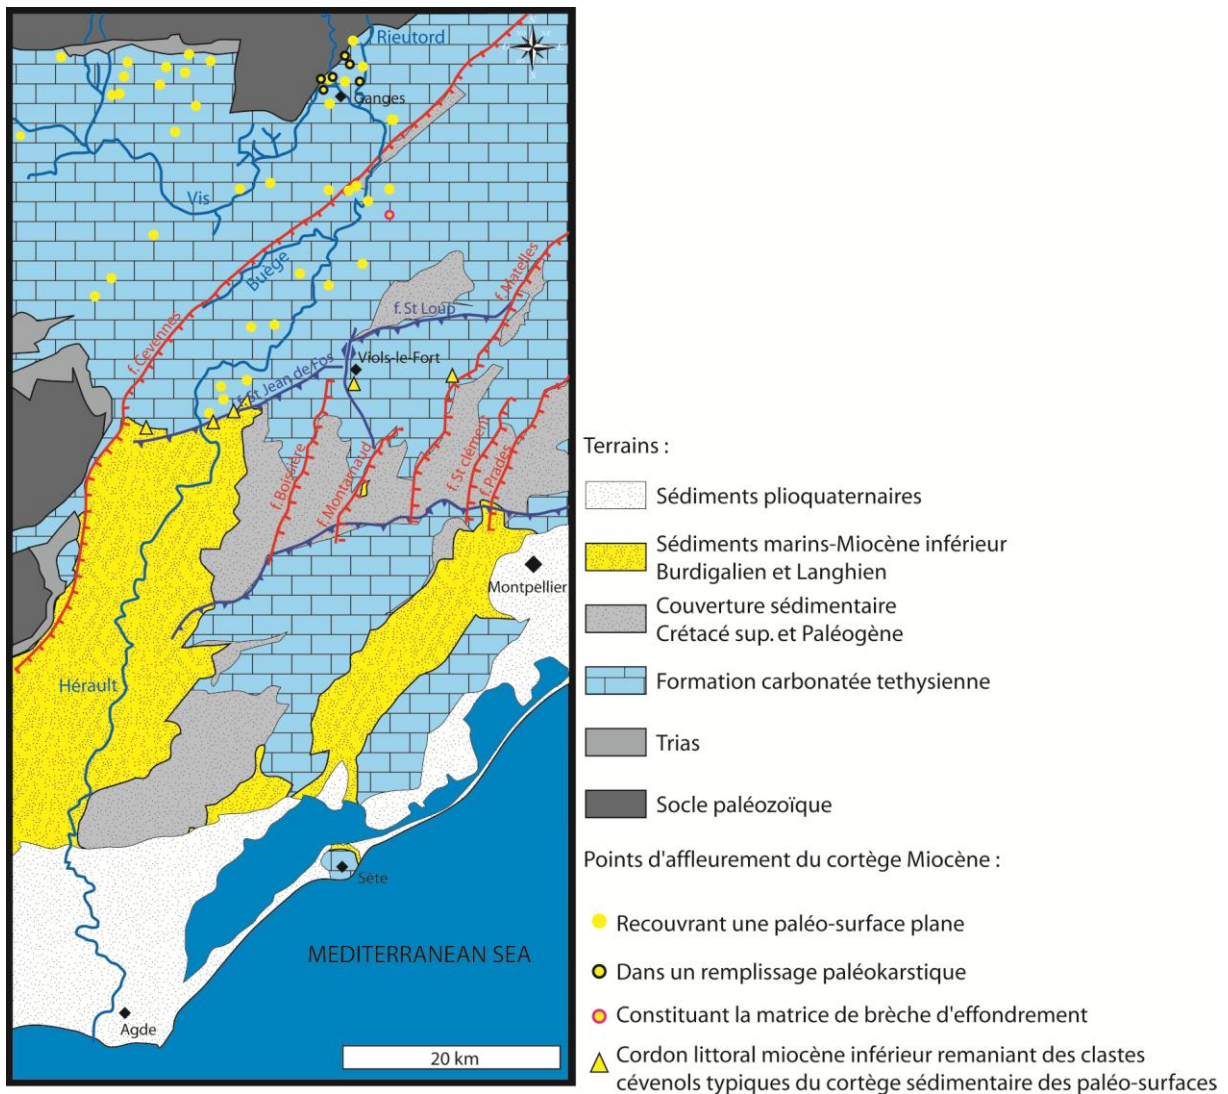 Rieutord
Ganges
Vis
Buège
f. Matelles
f. St Loup
f. Cévennes
Viols-le-Fort
f. St Jean de Fos
f. Boissière
f. Montarnaud
f. St clément
f. Prades
Montpellier
Hérault
Sète
MEDITERRANEAN SEA
Agde
20 km
Terrains :
Sédiments plioquaternaires
Sédiments marins-Miocène inférieur
Burdigalien et Langhien
Couverture sédimentaire
Crétacé sup. et Paléogène
Formation carbonatée tethysienne
Trias
Socle paléozoïque
Points d'affleurement du cortège Miocène :
Recouvrant une paléo-surface plane
Dans un remplissage paléokarstique
Constituant la matrice de brèche d'effondrement
Cordon littoral miocène inférieur remaniant des clastes
cévenols typiques du cortège sédimentaire des paléo-surfaces